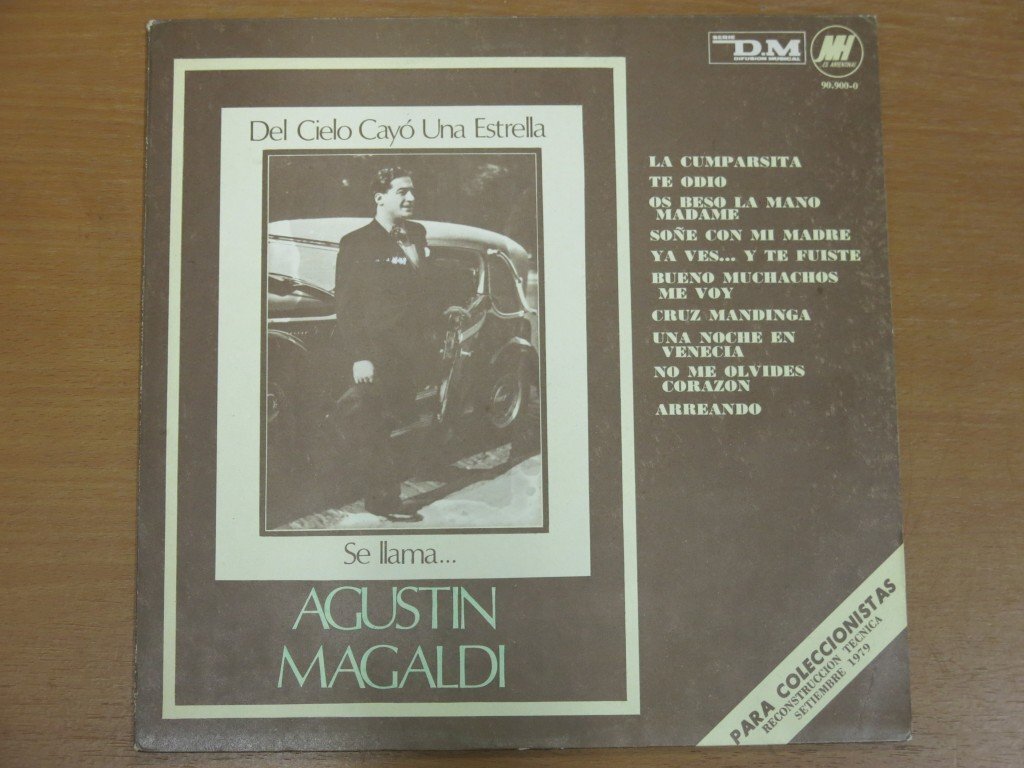 SERIE
D.M
DIFUSION MUSICAL
MH
ES ARGENTINA!
90.900-0
Del Cielo Cayó Una Estrella
Se llama...
AGUSTIN
MAGALDI
LA CUMPARSITA
TE ODIO
OS BESO LA MANO
MADAME
SOÑE CON MI MADRE
YA VES... Y TE FUISTE
BUENO MUCHACHOS
ME VOY
CRUZ MANDINGA
UNA NOCHE EN
VENECIA
NO ME OLVIDES
CORAZON
ARREANDO
PARA COLECCIONISTAS
RECONSTRUCCION TECNICA
SETIEMBRE 1979